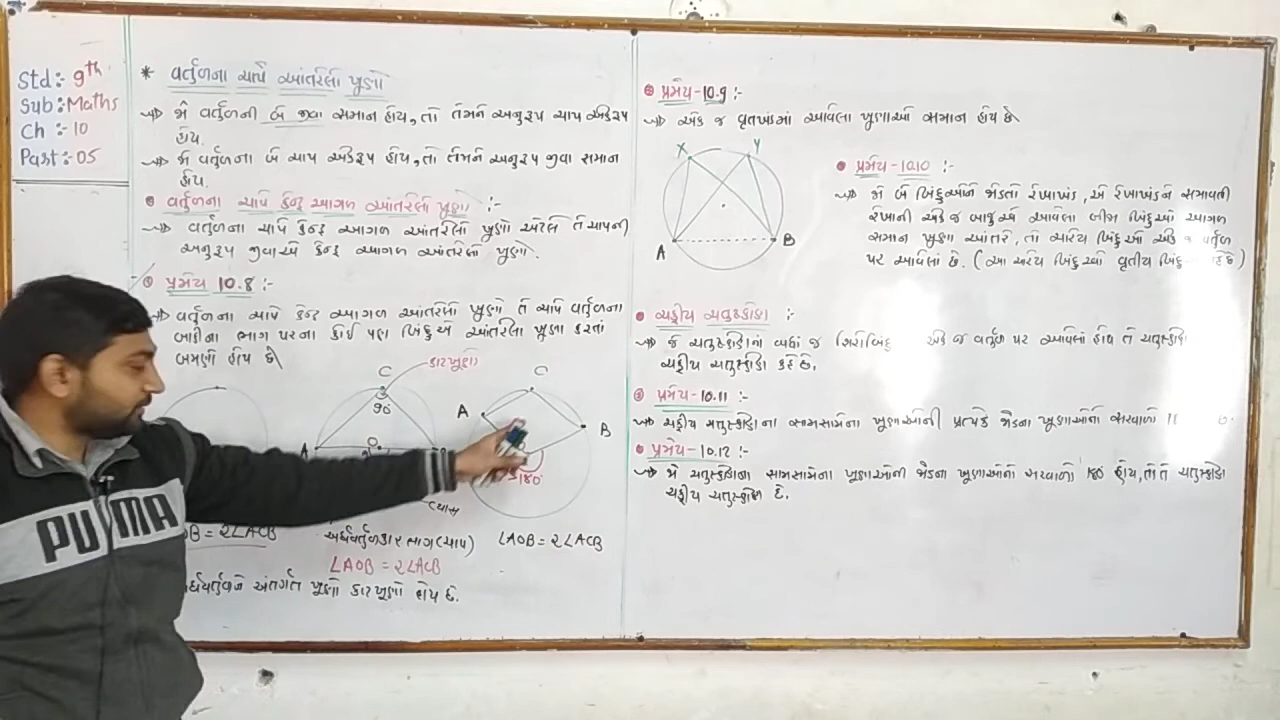 Std:- 9th
Sub:- Maths
Ch :- 10
Part:- 05
* વર્તુળના ચાપે આંતરેલો ખૂણો
→ જો વર્તુળની બે જીવા સમાન હોય, તો તેમને અનુરૂપ ચાપ એકરૂપ
હોય.
→ જો વર્તુળના બે ચાપ એકરૂપ હોય, તો તેમને અનુરૂપ જીવા સમાન
હોય.
વર્તુળના ચાપે કેન્દ્ર આગળ આંતરેલો ખૂણો :-
→ વર્તુળના ચાપે કેન્દ્ર આગળ આંતરેલો ખૂણો એટલે તે ચાપની
અનુરૂપ જીવાએ કેન્દ્ર આગળ આંતરેલો ખૂણો.
પ્રમેય 10.8 :-
→ વર્તુળના ચાપે કેન્દ્ર આગળ આંતરેલો ખૂણો તે ચાપે વર્તુળના
બાકીના ભાગ પરના કોઈ પણ બિંદુએ આંતરેલા ખૂણા કરતાં
બમણો હોય છે
કાટખૂણો
C
90°
A
O
C
A
B
180°
વ્યાસ
OB = 2∠ACB
અર્ધવર્તુળકાર ભાગ(ચાપ)
∠AOB = 2∠ACB
∠AOB = 2∠ACB
અંતર્ગત ખૂણો કાટખૂણો હોય છે.
પ્રમેય-10.9 :-
→ એક જ વૃતખંડમાં આવેલા ખૂણાઓ સમાન હોય છે
X
Y
A
B
પ્રમેય-10.10 :-
→ જો બે બિંદુઓને જોડતો રેખાખંડ, એ રેખાખંડને સમાવતી
રેખાની એક જ બાજુએ આવેલા બીજા બિંદુઓ આગળ
સમાન ખૂણા આંતરે, તો ચારેય બિંદુઓ એક જ વર્તુળ
પર આવેલાં છે. (આ ચારેય બિંદુઓ વૃતીય
ચક્રીય ચતુષ્કોણ :-
→ જે ચતુષ્કોણનાં બધાં જ શિરોબિંદુ એક જ વર્તુળ પર આવેલાં હોય તે ચતુષ્કોણ
ચક્રીય ચતુષ્કોણ કહે છે.
પ્રમેય-10.11 :-
→ ચક્રીય ચતુષ્કોણના સામસામેના ખૂણાઓની પ્રત્યેક જોડના ખૂણાઓનો સરવાળો
પ્રમેય-10.12 :-
→ જો ચતુષ્કોણના સામસામેના ખૂણાઓની જોડના ખૂણાઓનો સરવાળો 180° હોય, તો તે ચતુષ્કોણ
ચક્રીય ચતુષ્કોણ છે.
PUMA